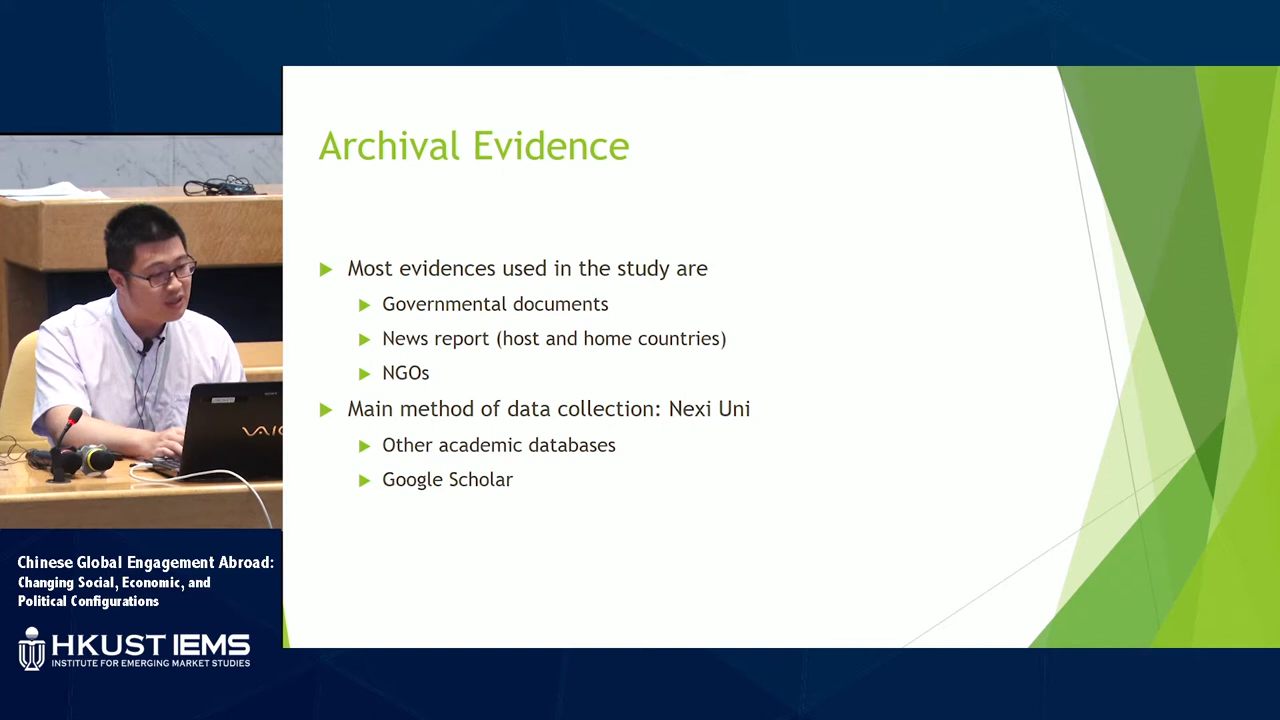 Archival Evidence
Most evidences used in the study are
Governmental documents
News report (host and home countries)
NGOs
Main method of data collection: Nexi Uni
Other academic databases
Google Scholar
VAIO
Chinese Global Engagement Abroad:
Changing Social, Economic, and
Political Configurations
HKUST IEMS
INSTITUTE FOR EMERGING MARKET STUDIES